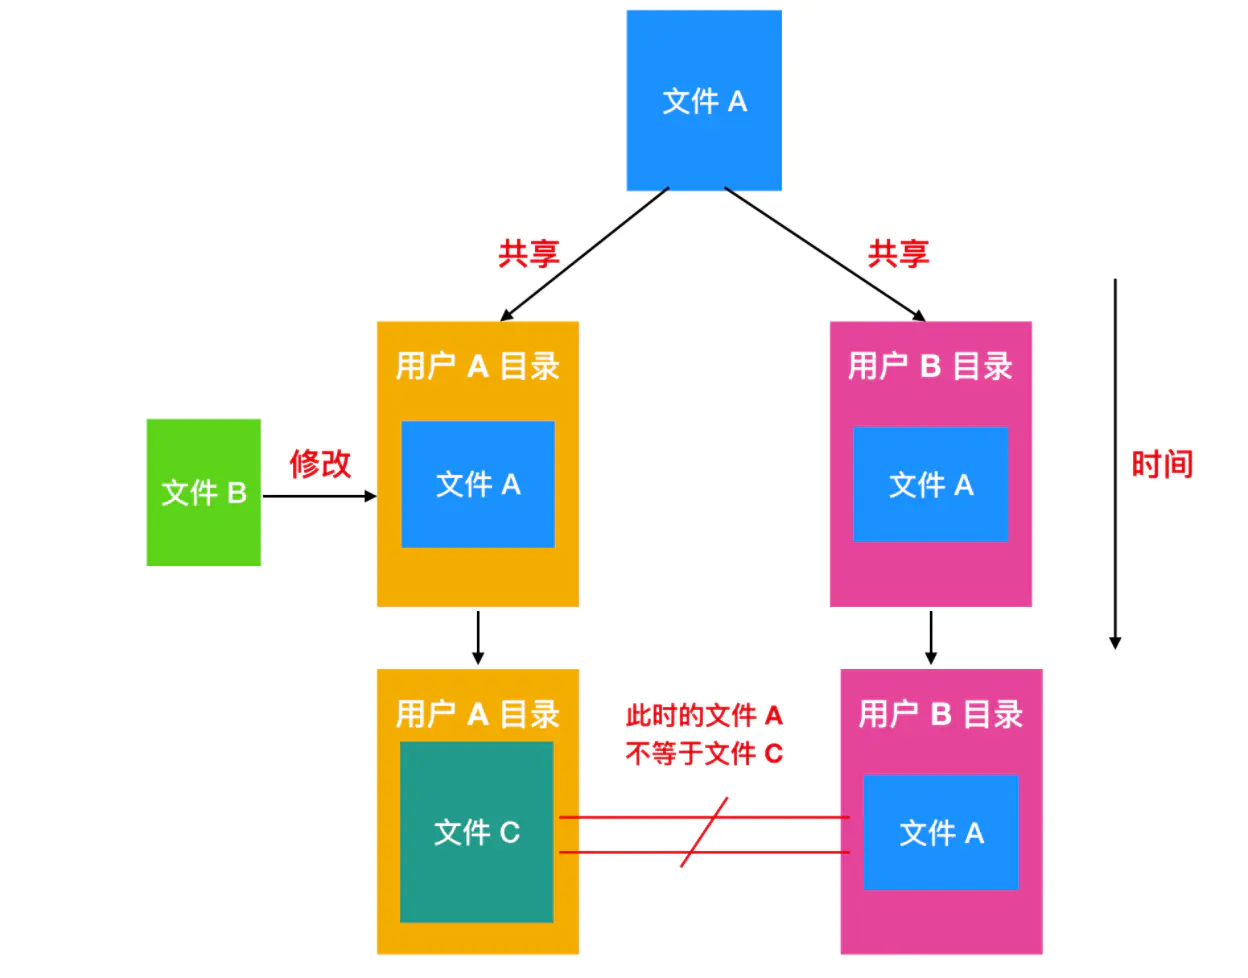 文件 A
共享
共享
用户 A 目录
用户 B 目录
文件 B
修改
文件 A
文件 A
时间
用户 A 目录
此时的文件 A
不等于文件 C
用户 B 目录
文件 C
文件 A